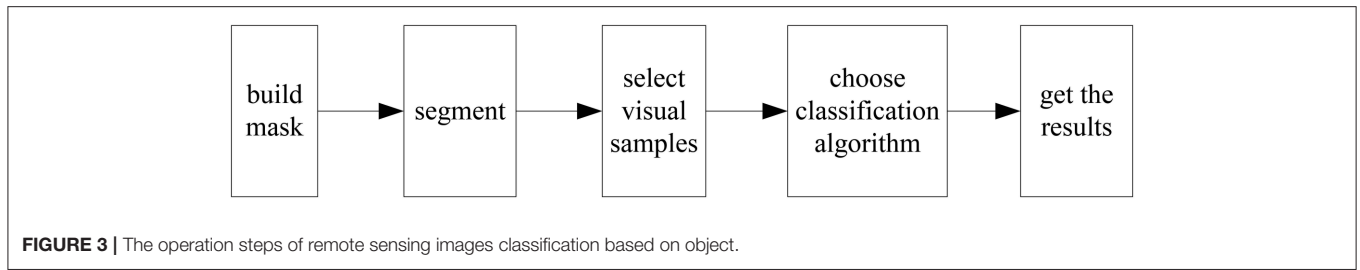 build
mask
segment
select
visual
samples
choose
classification
algorithm
get the
results
FIGURE 3 | The operation steps of remote sensing images classification based on object.